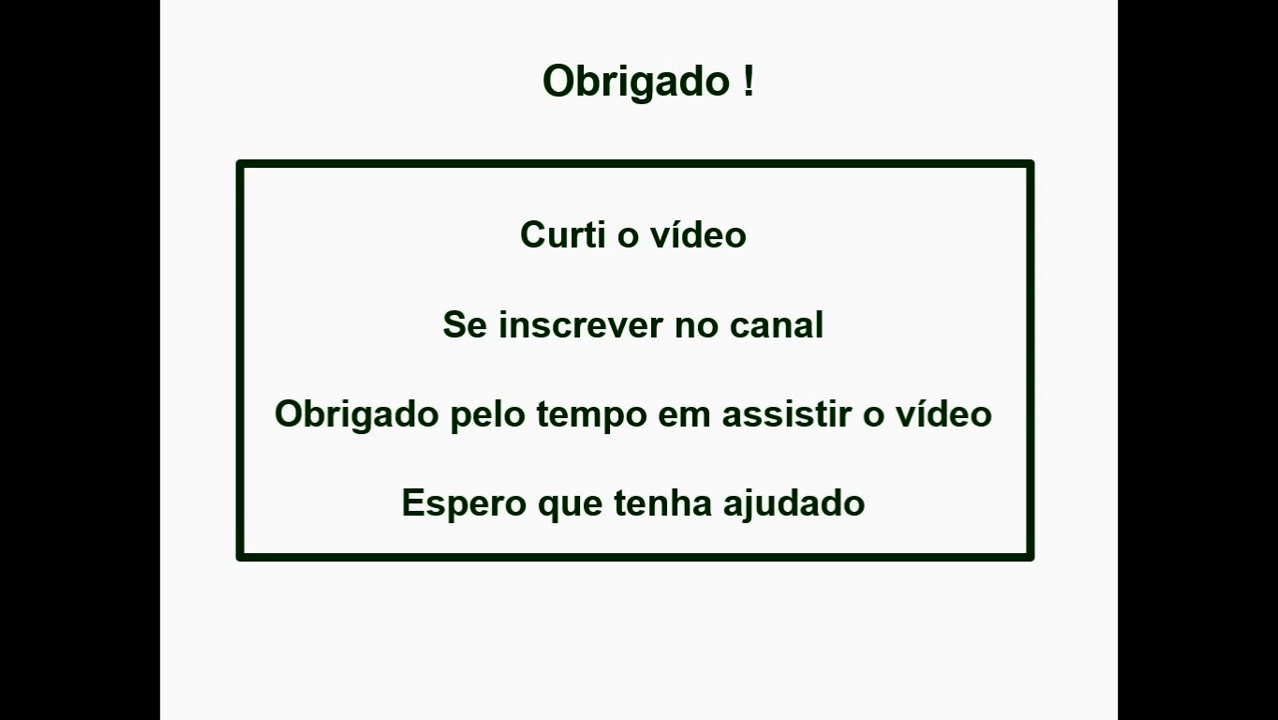 Obrigado !
Curti o vídeo
Se inscrever no canal
Obrigado pelo tempo em assistir o vídeo
Espero que tenha ajudado